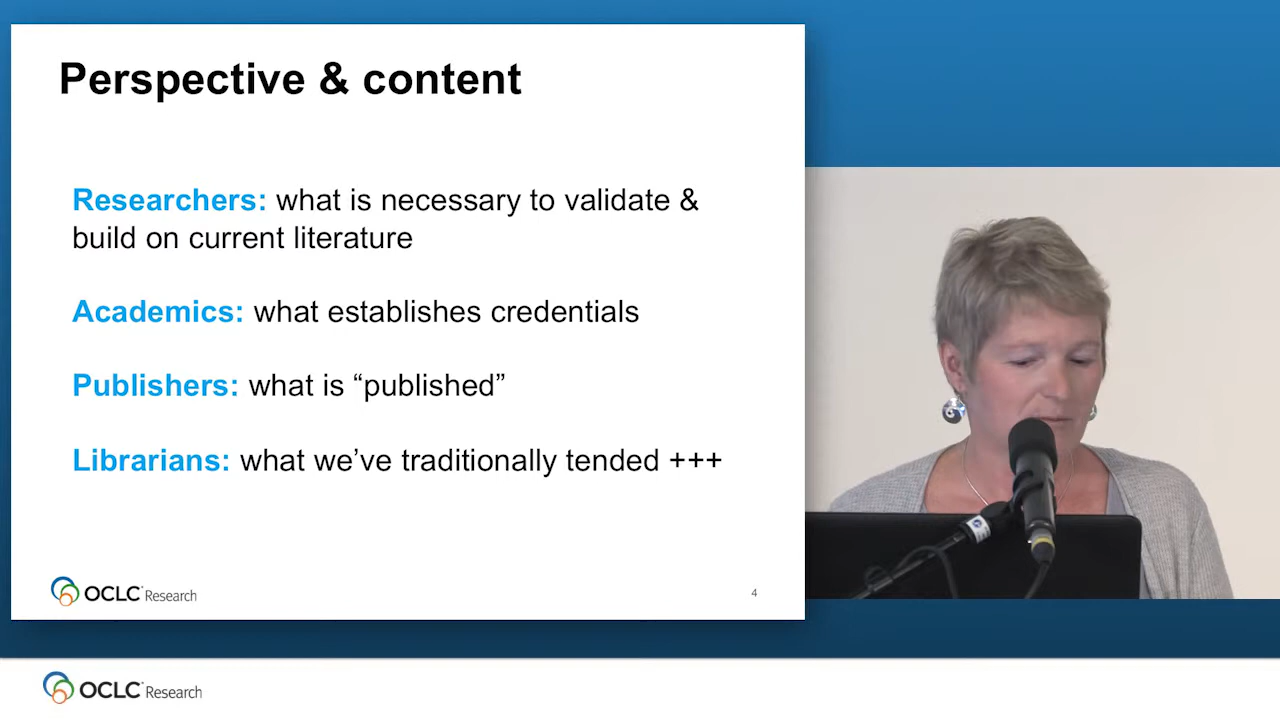 Perspective & content
Researchers: what is necessary to validate &
build on current literature
Academics: what establishes credentials
Publishers: what is “published”
Librarians: what we’ve traditionally tended +++
OCLC Research
4
OCLC Research